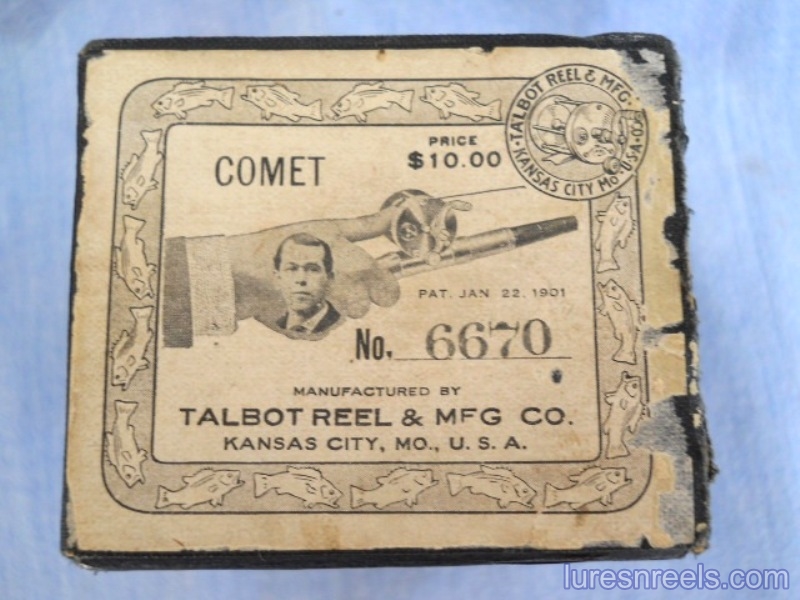 COMET
PRICE
$10.00
TALBOT REEL & MFG. CO.
KANSAS CITY MO. U.S.A.
PAT. JAN 22. 1901
No. 6670
MANUFACTURED BY
TALBOT REEL & MFG CO.
KANSAS CITY, MO., U. S. A.
luresnreels.com